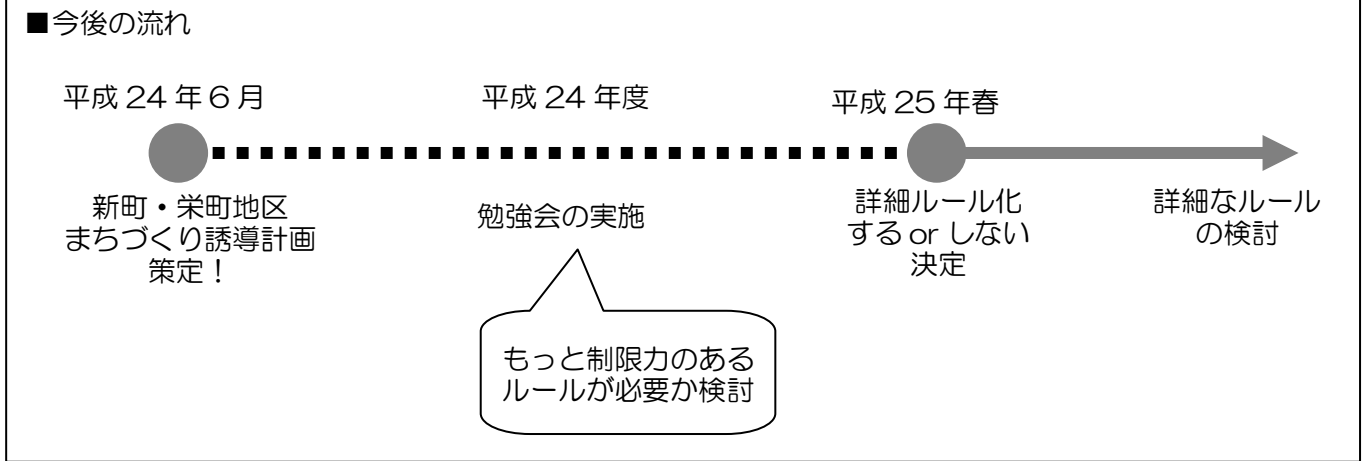 ■今後の流れ
平成 24 年 6 月
平成 24 年度
平成 25 年春
新町・栄町地区
まちづくり誘導計画
策定！
勉強会の実施
詳細ルール化
する or しない
決定
詳細なルール
の検討
もっと制限力のある
ルールが必要か検討